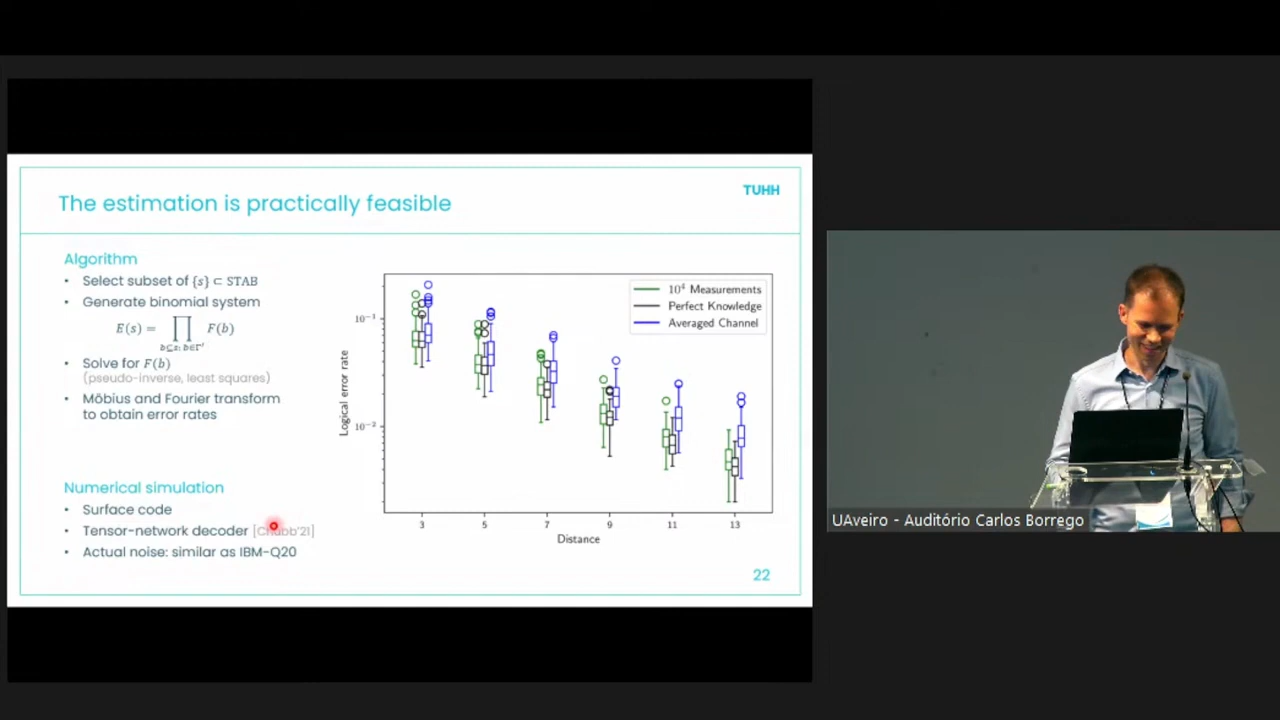 The estimation is practically feasible
TUHH
Algorithm
• Select subset of {s} ⊂ STAB
• Generate binomial system
E(s) = ∏ F(b)
b⊆s: b∈Γ′
• Solve for F(b)
(pseudo-inverse, least squares)
• Möbius and Fourier transform
to obtain error rates
Numerical simulation
• Surface code
• Tensor-network decoder [Chubb'21]
• Actual noise: similar as IBM-Q20
10⁴ Measurements
Perfect Knowledge
Averaged Channel
Logical error rate
10⁻¹
10⁻²
3 5 7 9 11 13
Distance
22
UAveiro - Auditório Carlos Borrego